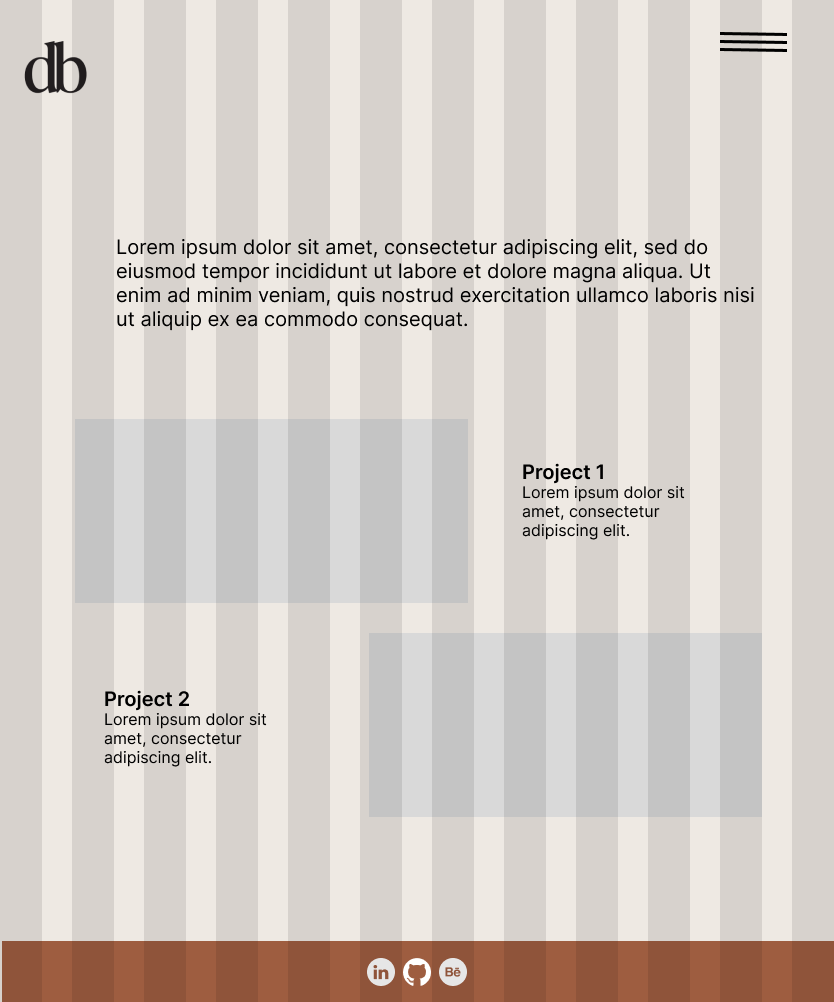 db
Lorem ipsum dolor sit amet, consectetur adipiscing elit, sed do
eiusmod tempor incididunt ut labore et dolore magna aliqua. Ut
enim ad minim veniam, quis nostrud exercitation ullamco laboris nisi
ut aliquip ex ea commodo consequat.
Project 1
Lorem ipsum dolor sit
amet, consectetur
adipiscing elit.
Project 2
Lorem ipsum dolor sit
amet, consectetur
adipiscing elit.
in
Bē